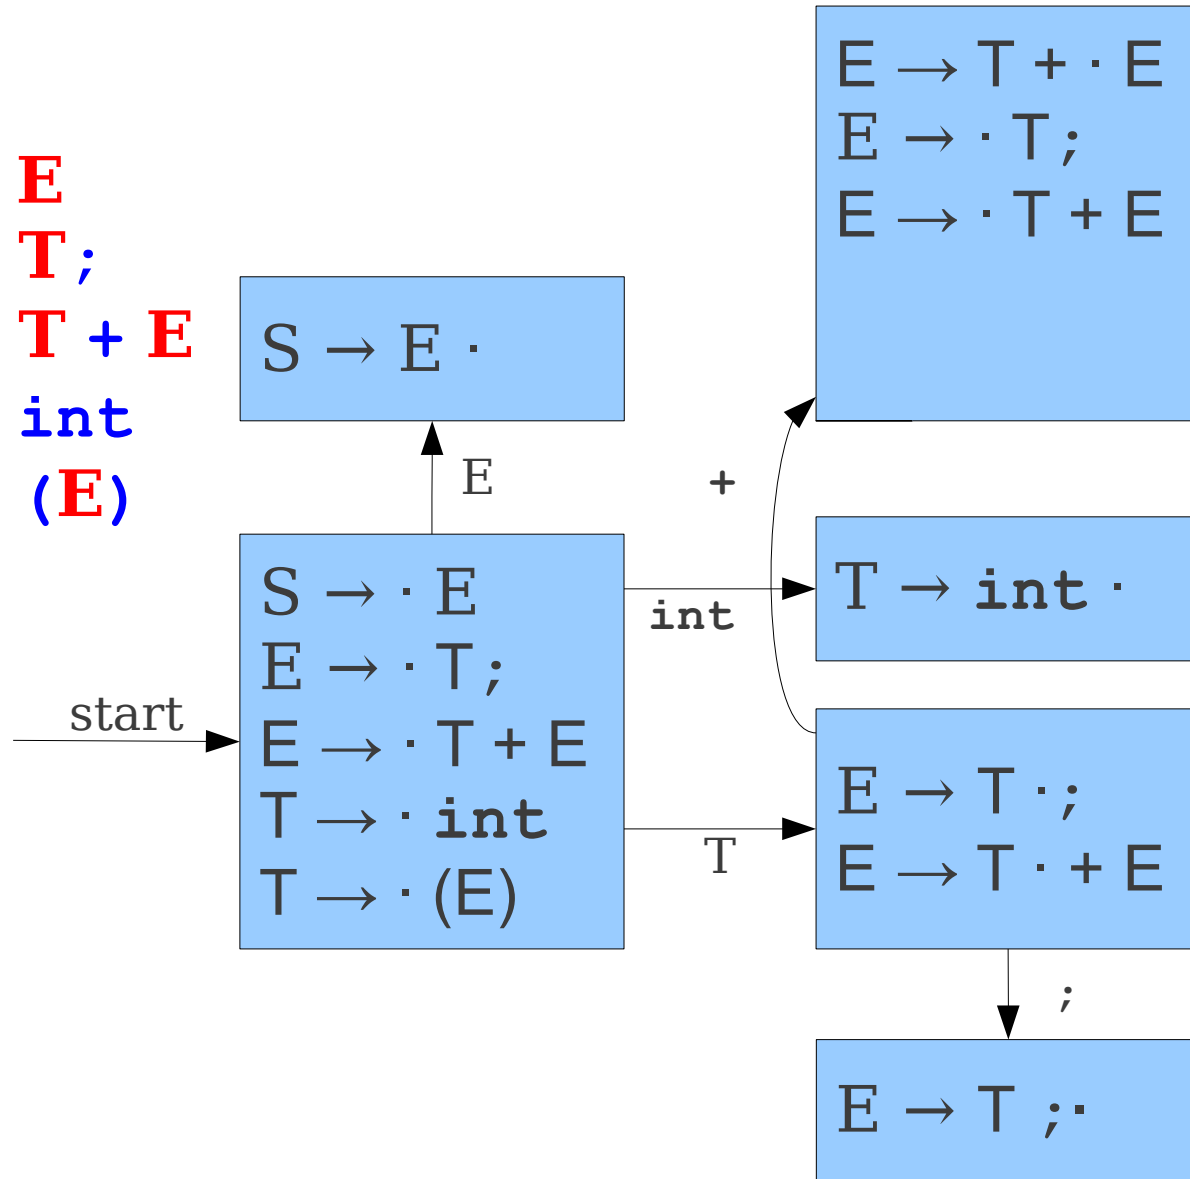 E
T ;
T + E
int
(E)
S → E ·
E
start
S → · E
E → · T ;
E → · T + E
T → · int
T → · (E)
int
T
+
E → T + · E
E → · T ;
E → · T + E
T → int ·
E → T · ;
E → T · + E
;
E → T ; ·